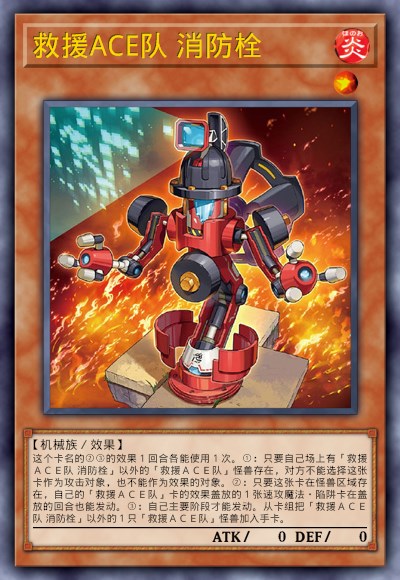 救援ACE队 消防栓
ほのお
炎
【机械族／效果】
这个卡名的②③的效果1回合各能使用1次。①：只要自己场上有「救援
ACE队 消防栓」以外的「救援ACE队」怪兽存在，对方不能选择这张
卡作为攻击对象，也不能作为效果的对象。②：只要这张卡在怪兽区域存
在，自己的「救援ACE队」卡的效果盖放的1张速攻魔法·陷阱卡在盖
放的回合也能发动。③：自己主要阶段才能发动。从卡组把「救援ACE
队 消防栓」以外的1只「救援ACE队」怪兽加入手卡。
ATK/ 0 DEF/ 0